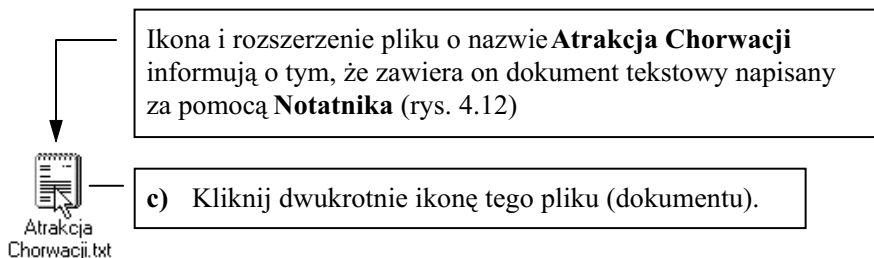 Ikona i rozszerzenie pliku o nazwie Atrakcja Chorwacji
informują o tym, że zawiera on dokument tekstowy napisany
za pomocą Notatnika (rys. 4.12)
c) Kliknij dwukrotnie ikonę tego pliku (dokumentu).
Atrakcja
Chorwacji.txt